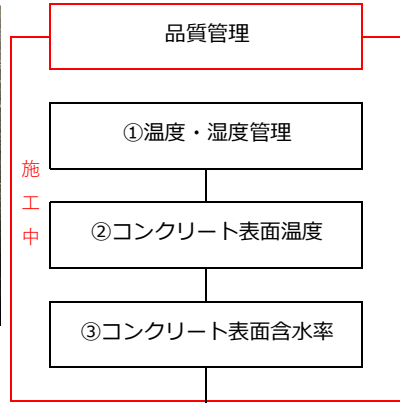 品質管理
①温度・湿度管理
施工中
②コンクリート表面温度
③コンクリート表面含水率